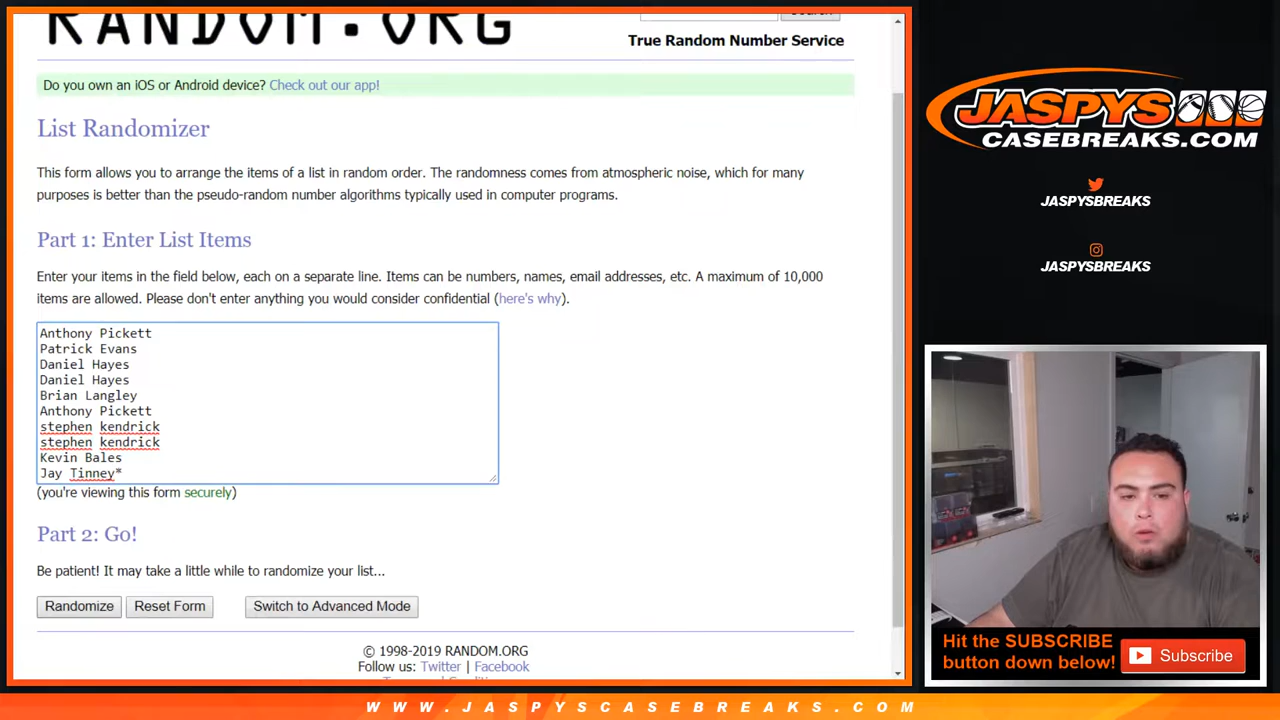 RANDOM.ORG
Search
True Random Number Service
Do you own an iOS or Android device? Check out our app!
List Randomizer
This form allows you to arrange the items of a list in random order. The randomness comes from atmospheric noise, which for many
purposes is better than the pseudo-random number algorithms typically used in computer programs.
Part 1: Enter List Items
Enter your items in the field below, each on a separate line. Items can be numbers, names, email addresses, etc. A maximum of 10,000
items are allowed. Please don't enter anything you would consider confidential (here's why).
Anthony Pickett
Patrick Evans
Daniel Hayes
Daniel Hayes
Brian Langley
Anthony Pickett
stephen kendrick
stephen kendrick
Kevin Bales
Jay Tinney*
(you're viewing this form securely)
Part 2: Go!
Be patient! It may take a little while to randomize your list...
Randomize Reset Form Switch to Advanced Mode
© 1998-2019 RANDOM.ORG
Follow us: Twitter | Facebook
JASPYS
CASEBREAKS.COM
JASPYSBREAKS
JASPYSBREAKS
Hit the SUBSCRIBE
button down below!
Subscribe
WWW.JASPYSCASEBREAKS.COM